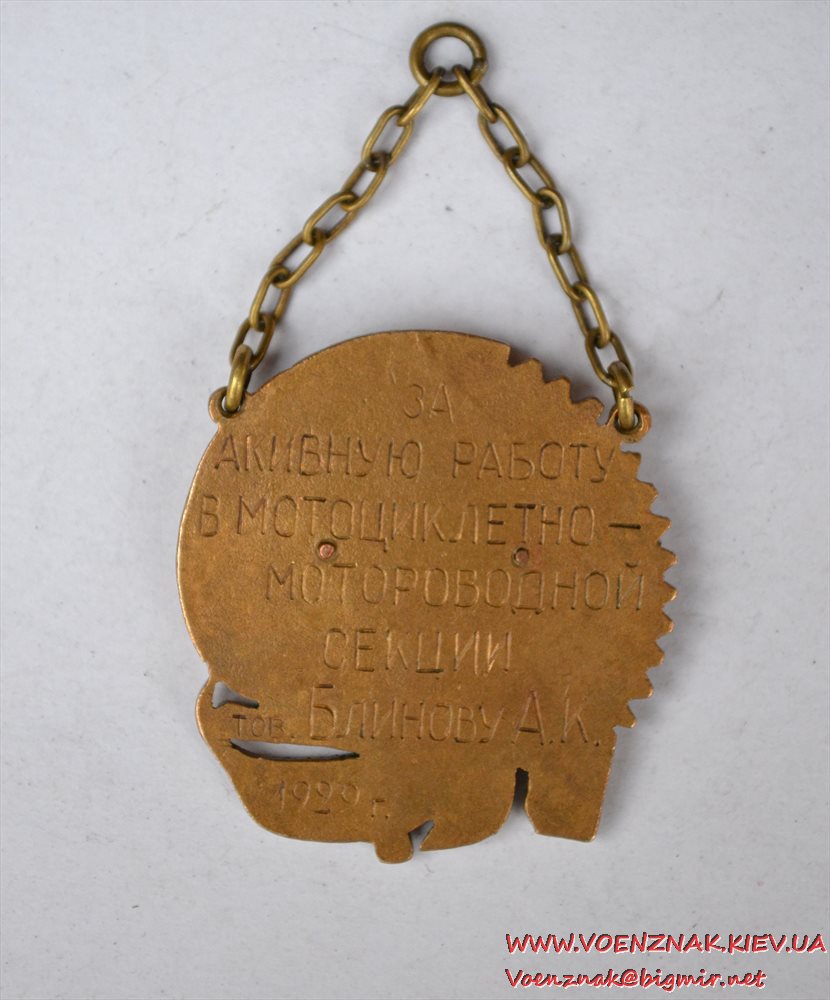 ЗА
АКИВНУЮ РАБОТУ
В МОТОЦИКЛЕТНО-
МОТОРОВОДНОЙ
СЕКЦИИ
тов. БЛИНОВУ А.К.
1929 г.
WWW.VOENZNAK.KIEV.UA
Voenznak@bigmir.net